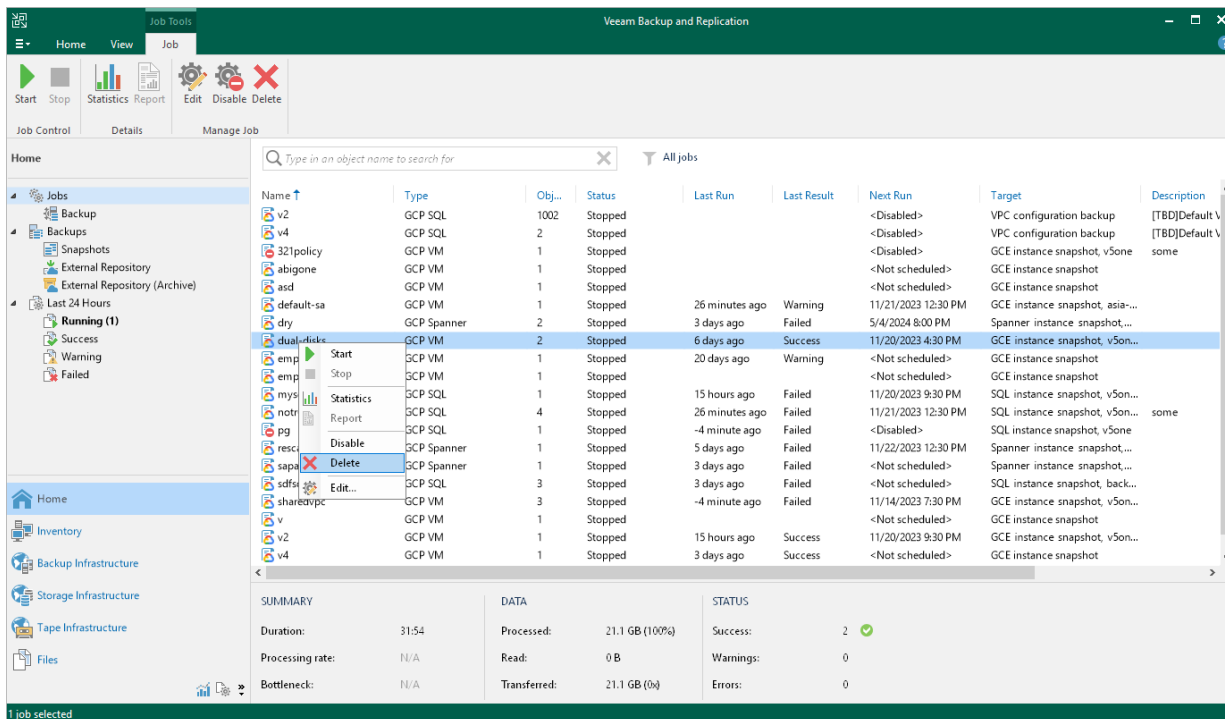 Job Tools
Veeam Backup and Replication
Home View Job
Start Stop Statistics Report Edit Disable Delete
Job Control Details Manage Job
Home
Type in an object name to search for
All jobs
Jobs
Backup
Backups
Snapshots
External Repository
External Repository (Archive)
Last 24 Hours
Running (1)
Success
Warning
Failed
Home
Inventory
Backup Infrastructure
Storage Infrastructure
Tape Infrastructure
Files
Name Type Obj... Status Last Run Last Result Next Run Target Description
v2 GCP SQL 1002 Stopped <Disabled> VPC configuration backup [TBD]Default V
v4 GCP SQL 2 Stopped <Disabled> VPC configuration backup [TBD]Default V
321policy GCP VM 1 Stopped <Disabled> GCE instance snapshot, v5one some
abigone GCP VM 1 Stopped <Not scheduled> GCE instance snapshot
asd GCP VM 1 Stopped <Not scheduled> GCE instance snapshot
default-sa GCP VM 1 Stopped 26 minutes ago Warning 11/21/2023 12:30 PM GCE instance snapshot, asia-...
dry GCP Spanner 2 Stopped 3 days ago Failed 5/4/2024 8:00 PM Spanner instance snapshot,...
dual-disks GCP VM 2 Stopped 6 days ago Success 11/20/2023 4:30 PM GCE instance snapshot, v5on...
emp GCP VM 1 Stopped 20 days ago Warning <Not scheduled> GCE instance snapshot
emp GCP VM 1 Stopped <Not scheduled> GCE instance snapshot
mys GCP SQL 1 Stopped 15 hours ago Failed 11/20/2023 9:30 PM SQL instance snapshot, v5on...
notr GCP SQL 4 Stopped 26 minutes ago Failed 11/21/2023 12:30 PM SQL instance snapshot, v5on... some
pg GCP SQL 1 Stopped -4 minute ago Failed <Disabled> SQL instance snapshot, v5one
resca GCP Spanner 1 Stopped 5 days ago Failed 11/22/2023 12:30 PM Spanner instance snapshot,...
sapa GCP Spanner 1 Stopped 3 days ago Failed <Not scheduled> Spanner instance snapshot,...
sdfs GCP SQL 3 Stopped 3 days ago Failed <Not scheduled> SQL instance snapshot, back...
sharedvpc GCP VM 3 Stopped -4 minute ago Failed 11/14/2023 7:30 PM GCE instance snapshot, v5on...
v GCP VM 1 Stopped <Not scheduled> GCE instance snapshot
v2 GCP VM 1 Stopped 15 hours ago Success 11/20/2023 9:30 PM GCE instance snapshot, v5on...
v4 GCP VM 1 Stopped 3 days ago Success <Not scheduled> GCE instance snapshot
Start
Stop
Statistics
Report
Disable
Delete
Edit...
SUMMARY DATA STATUS
Duration: 31:54 Processed: 21.1 GB (100%) Success: 2
Processing rate: N/A Read: 0 B Warnings: 0
Bottleneck: N/A Transferred: 21.1 GB (0x) Errors: 0
1 job selected